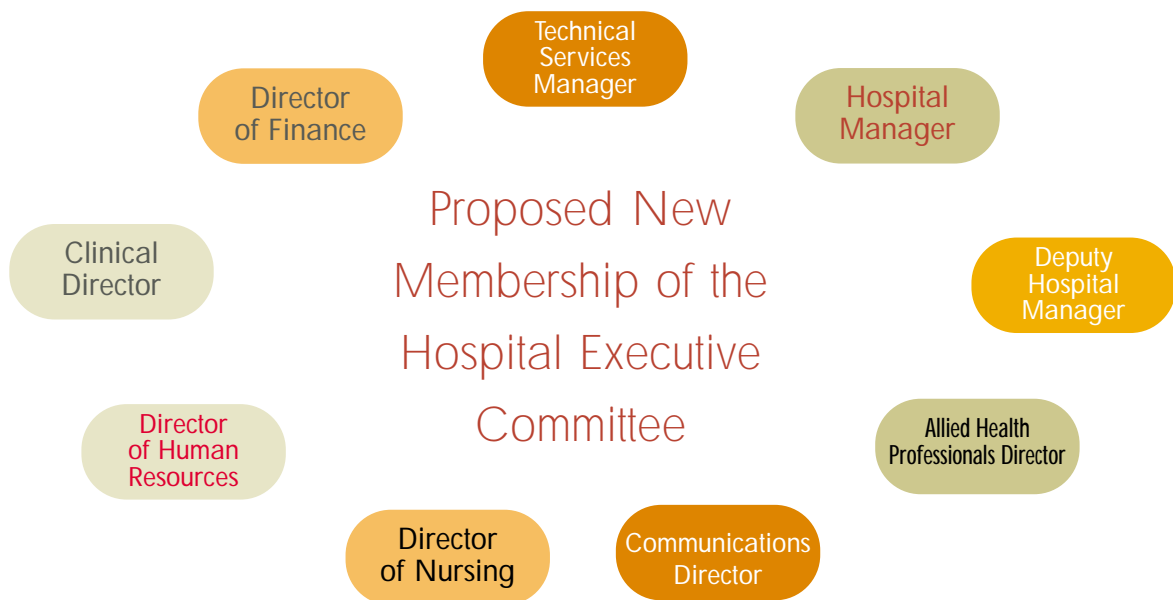 Technical
Services
Manager
Director
of Finance
Hospital
Manager
Proposed New
Membership of the
Hospital Executive
Committee
Clinical
Director
Deputy
Hospital
Manager
Director
of Human
Resources
Allied Health
Professionals Director
Director
of Nursing
Communications
Director